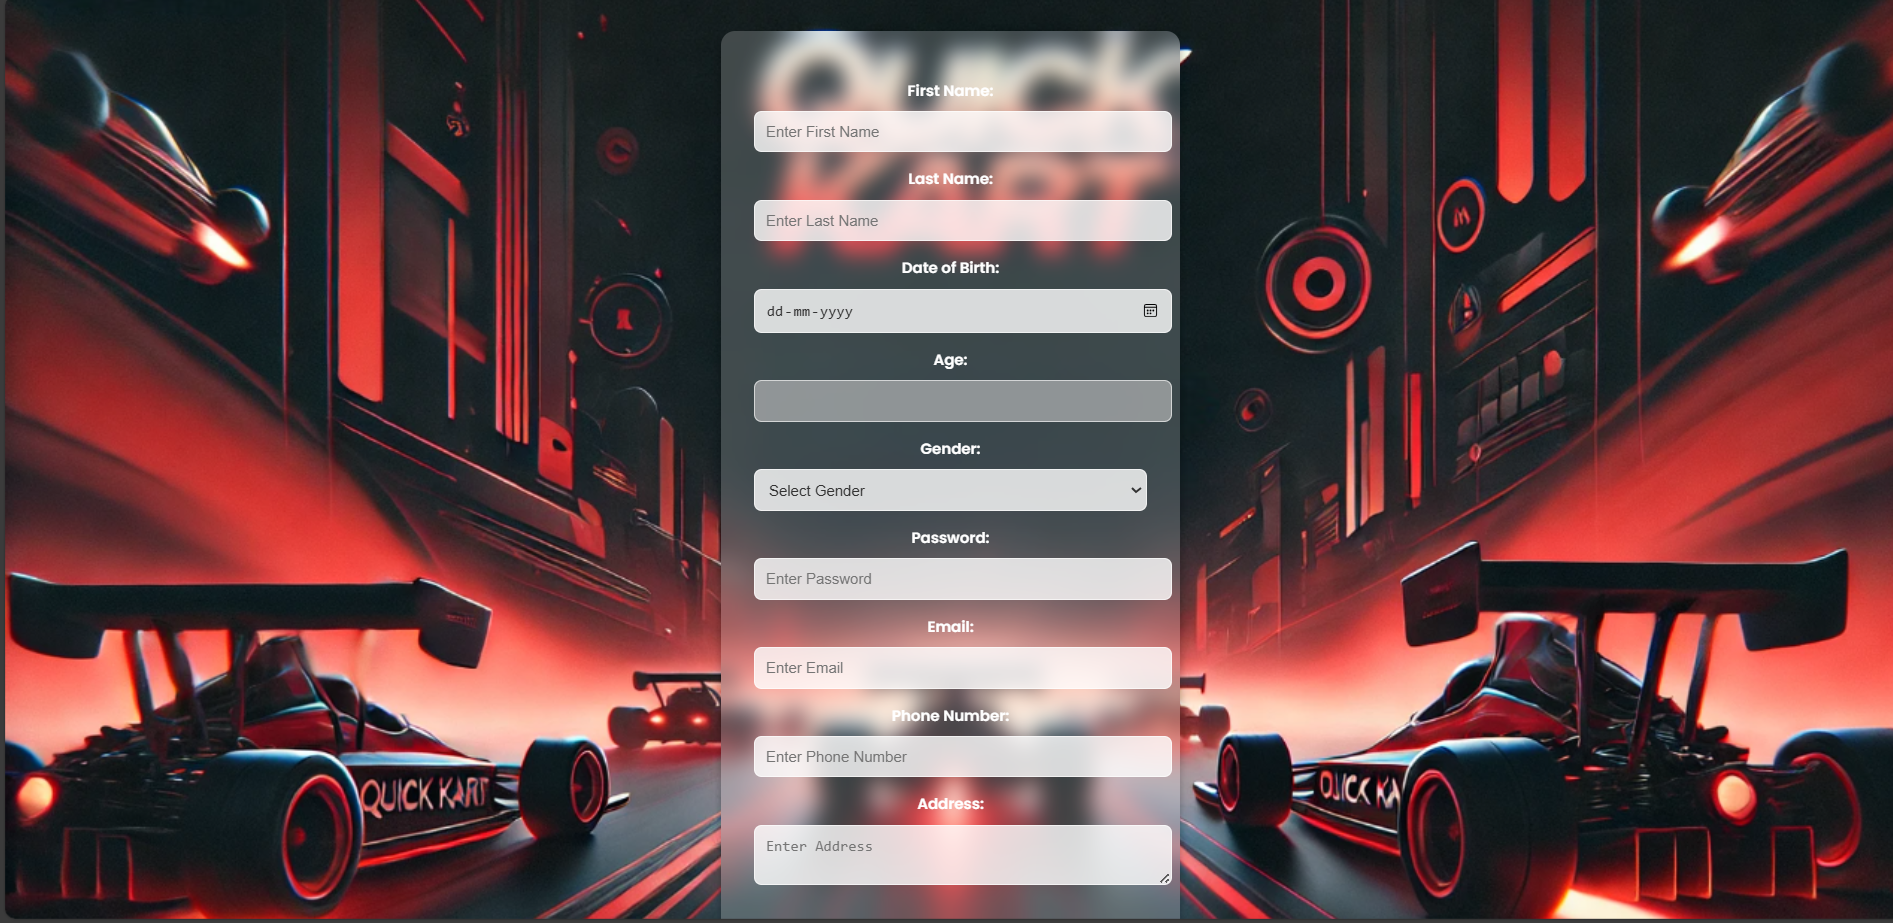 QUICK
KART
First Name:
Enter First Name
Last Name:
Enter Last Name
Date of Birth:
dd-mm-yyyy
Age:
Gender:
Select Gender
Password:
Enter Password
Email:
Enter Email
Phone Number:
Enter Phone Number
Address:
Enter Address
QUICK KART
QUICK KA